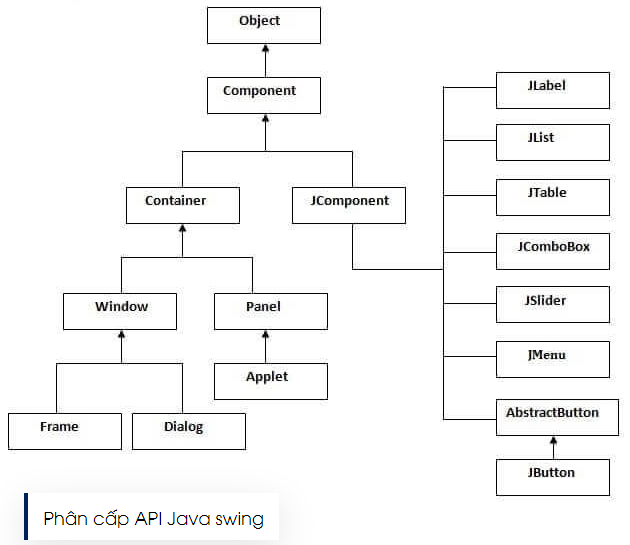 Object
Component
Container
JComponent
Window
Panel
Applet
Frame
Dialog
JLabel
JList
JTable
JComboBox
JSlider
JMenu
AbstractButton
JButton
Phân cấp API Java swing